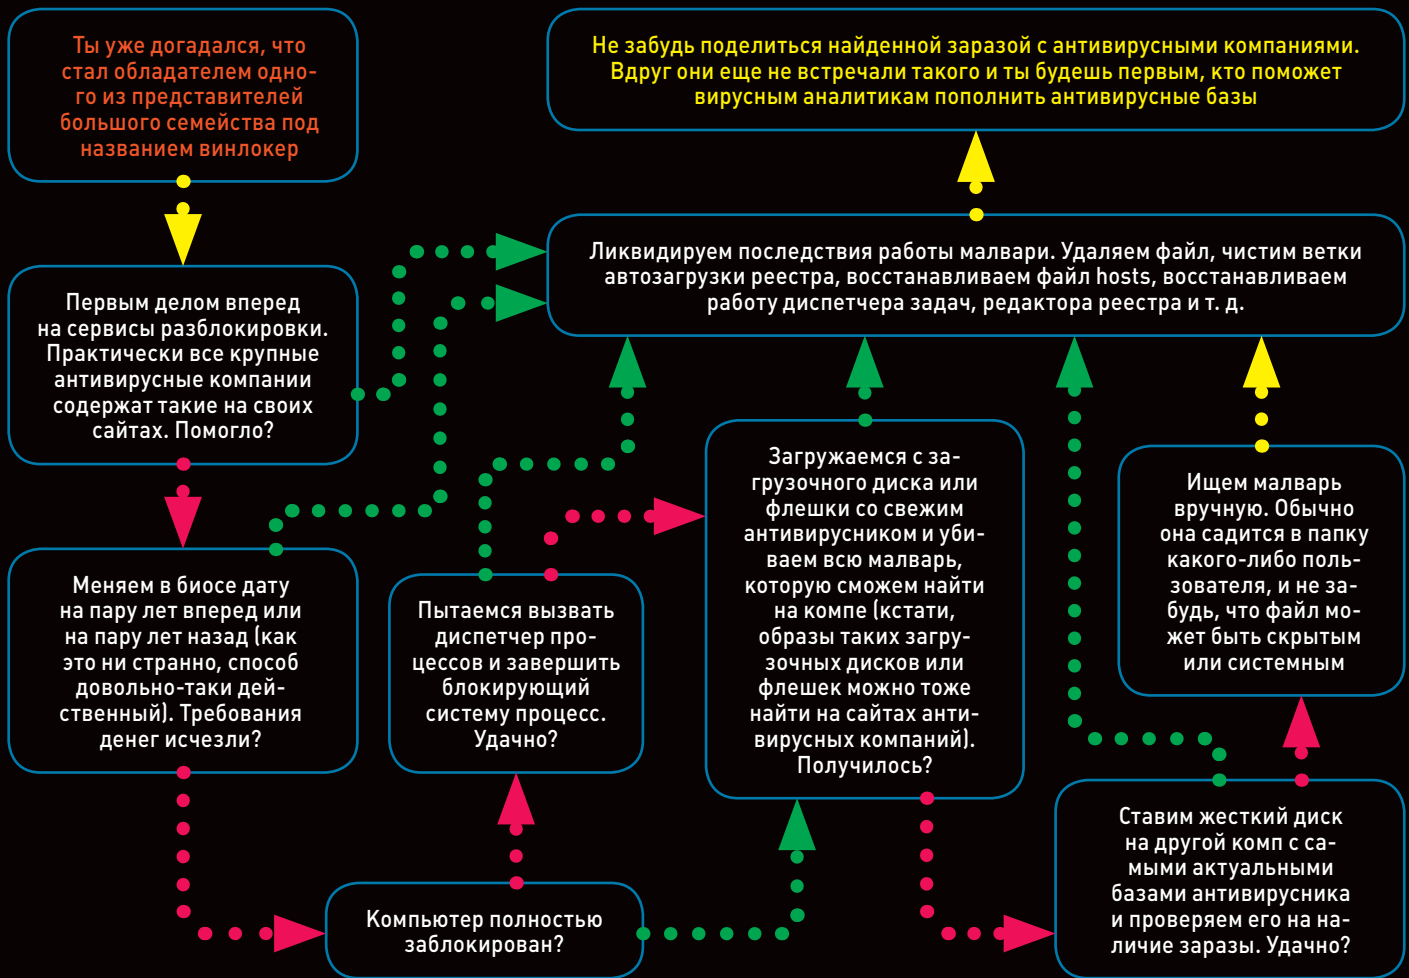 Ты уже догадался, что
стал обладателем одно-
го из представителей
большого семейства под
названием винлокер
Не забудь поделиться найденной заразой с антивирусными компаниями.
Вдруг они еще не встречали такого и ты будешь первым, кто поможет
вирусным аналитикам пополнить антивирусные базы
Ликвидируем последствия работы малвари. Удаляем файл, чистим ветки
автозагрузки реестра, восстанавливаем файл hosts, восстанавливаем
работу диспетчера задач, редактора реестра и т. д.
Первым делом вперед
на сервисы разблокировки.
Практически все крупные
антивирусные компании
содержат такие на своих
сайтах. Помогло?
Меняем в биосе дату
на пару лет вперед или
на пару лет назад (как
это ни странно, способ
довольно-таки дей-
ственный). Требования
денег исчезли?
Пытаемся вызвать
диспетчер про-
цессов и завершить
блокирующий
систему процесс.
Удачно?
Загружаемся с за-
грузочного диска или
флешки со свежим
антивирусником и уби-
ваем всю малварь,
которую сможем найти
на компе (кстати,
образы таких загру-
зочных дисков или
флешек можно тоже
найти на сайтах анти-
вирусных компаний).
Получилось?
Ищем малварь
вручную. Обычно
она садится в папку
какого-либо поль-
зователя, и не за-
будь, что файл мо-
жет быть скрытым
или системным
Компьютер полностью
заблокирован?
Ставим жесткий диск
на другой комп с са-
мыми актуальными
базами антивирусника
и проверяем его на на-
личие заразы. Удачно?